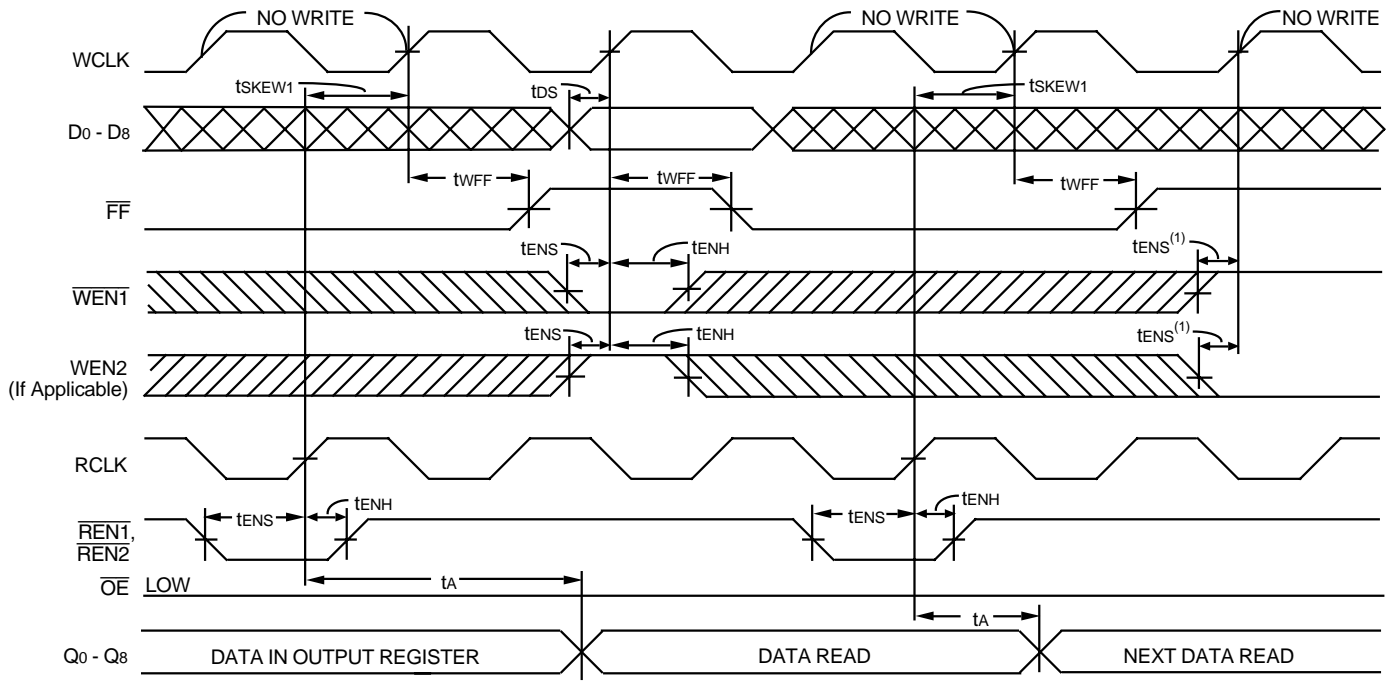 NO WRITE NO WRITE NO WRITE
WCLK
tSKEW1 tDS tSKEW1
D0 - D8
tWFF tWFF tWFF
FF
tENS tENH tENS(1)
WEN1
tENS tENH tENS(1)
WEN2
(If Applicable)
RCLK
tENS tENH tENS tENH
REN1,
REN2
OE LOW
tA
tA
Q0 - Q8 DATA IN OUTPUT REGISTER DATA READ NEXT DATA READ